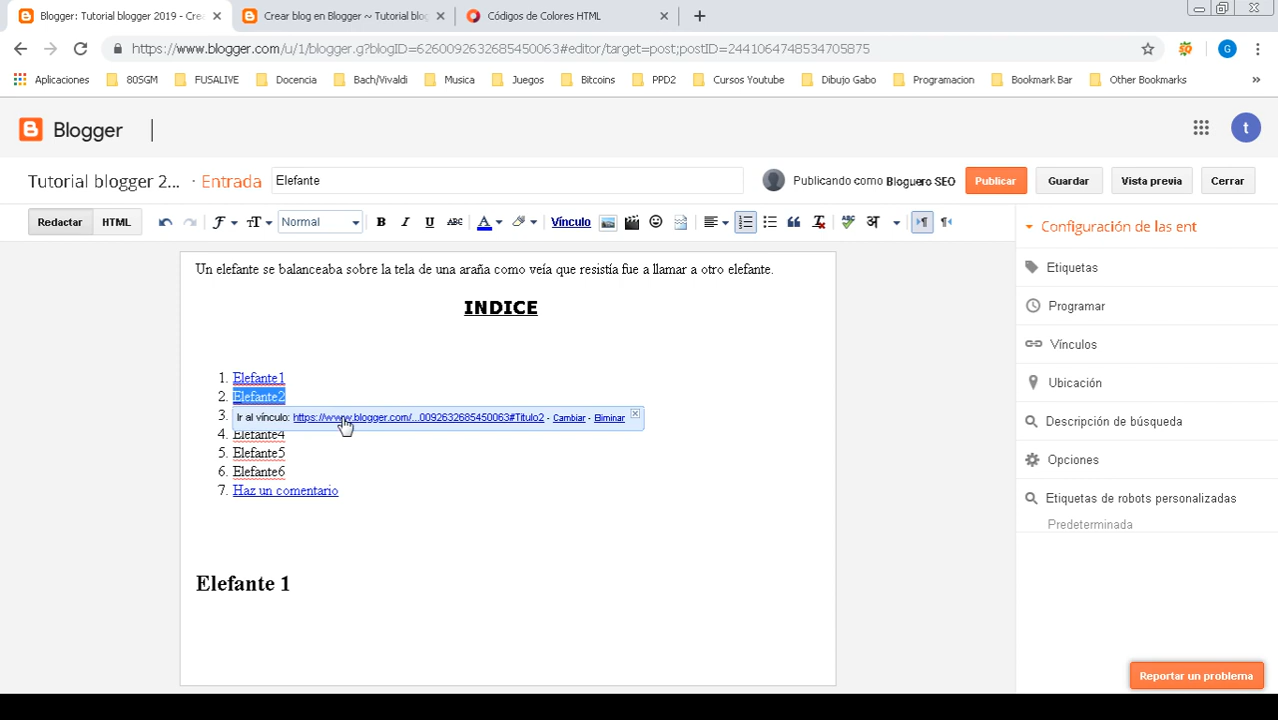 Blogger: Tutorial blogger 2019 - Cre
Crear blog en Blogger ~ Tutorial blog
Códigos de Colores HTML
https://www.blogger.com/u/1/blogger.g?blogID=6260092632685450063#editor/target=post;postID=2441064748534705875
G
Aplicaciones
80SGM
FUSALIVE
Docencia
Bach/Vivaldi
Musica
Juegos
Bitcoins
PPD2
Cursos Youtube
Dibujo Gabo
Programacion
Bookmark Bar
Other Bookmarks
»
Blogger
t
Tutorial blogger 2... · Entrada
Elefante
Publicando como Bloguero SEO
Publicar
Guardar
Vista previa
Cerrar
Redactar
HTML
Normal
B
I
U
ABC
A
Vínculo
Configuración de las ent
Un elefante se balanceaba sobre la tela de una araña como veía que resistía fue a llamar a otro elefante.
INDICE
1. Elefante1
2. Elefante2
3.
Ir al vínculo: https://www.blogger.com/...0092632685450063#Titulo2 - Cambiar - Eliminar
4. Elefante4
5. Elefante5
6. Elefante6
7. Haz un comentario
Elefante 1
Etiquetas
Programar
Vínculos
Ubicación
Descripción de búsqueda
Opciones
Etiquetas de robots personalizadas
Predeterminada
Reportar un problema